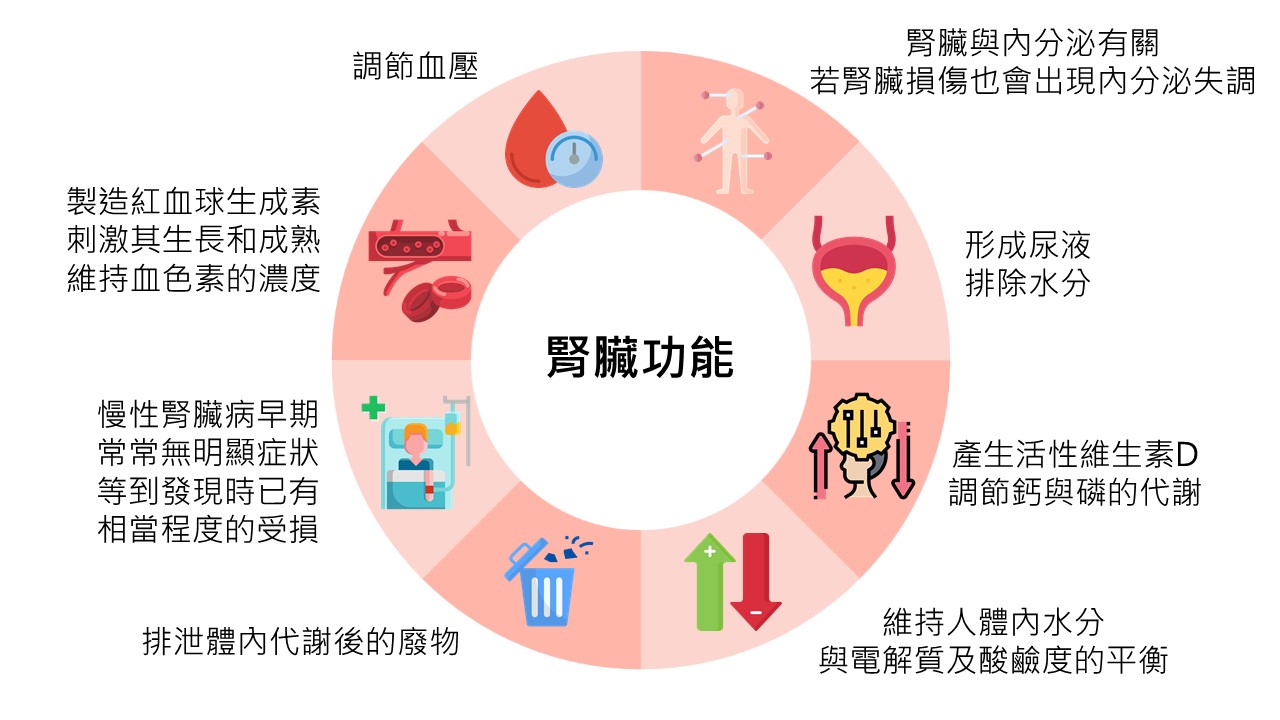 腎臟與內分泌有關
若腎臟損傷也會出現內分泌失調
形成尿液
排除水分
產生活性維生素D
調節鈣與磷的代謝
維持人體內水分
與電解質及酸鹼度的平衡
排泄體內代謝後的廢物
慢性腎臟病早期
常常無明顯症狀
等到發現時已有
相當程度的受損
製造紅血球生成素
刺激其生長和成熟
維持血色素的濃度
調節血壓
腎臟功能